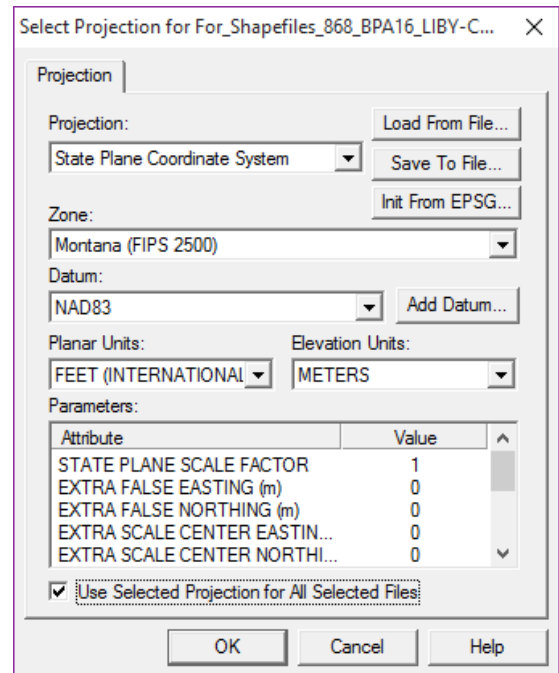 Select Projection for For_Shapefiles_868_BPA16_LIBY-C...
Projection
Projection:
Load From File...
State Plane Coordinate System
Save To File...
Init From EPSG...
Zone:
Montana (FIPS 2500)
Datum:
NAD83
Add Datum...
Planar Units:
Elevation Units:
FEET (INTERNATIONAL
METERS
Parameters:
Attribute Value
STATE PLANE SCALE FACTOR 1
EXTRA FALSE EASTING (m) 0
EXTRA FALSE NORTHING (m) 0
EXTRA SCALE CENTER EASTIN... 0
EXTRA SCALE CENTER NORTHI... 0
Use Selected Projection for All Selected Files
OK Cancel Help